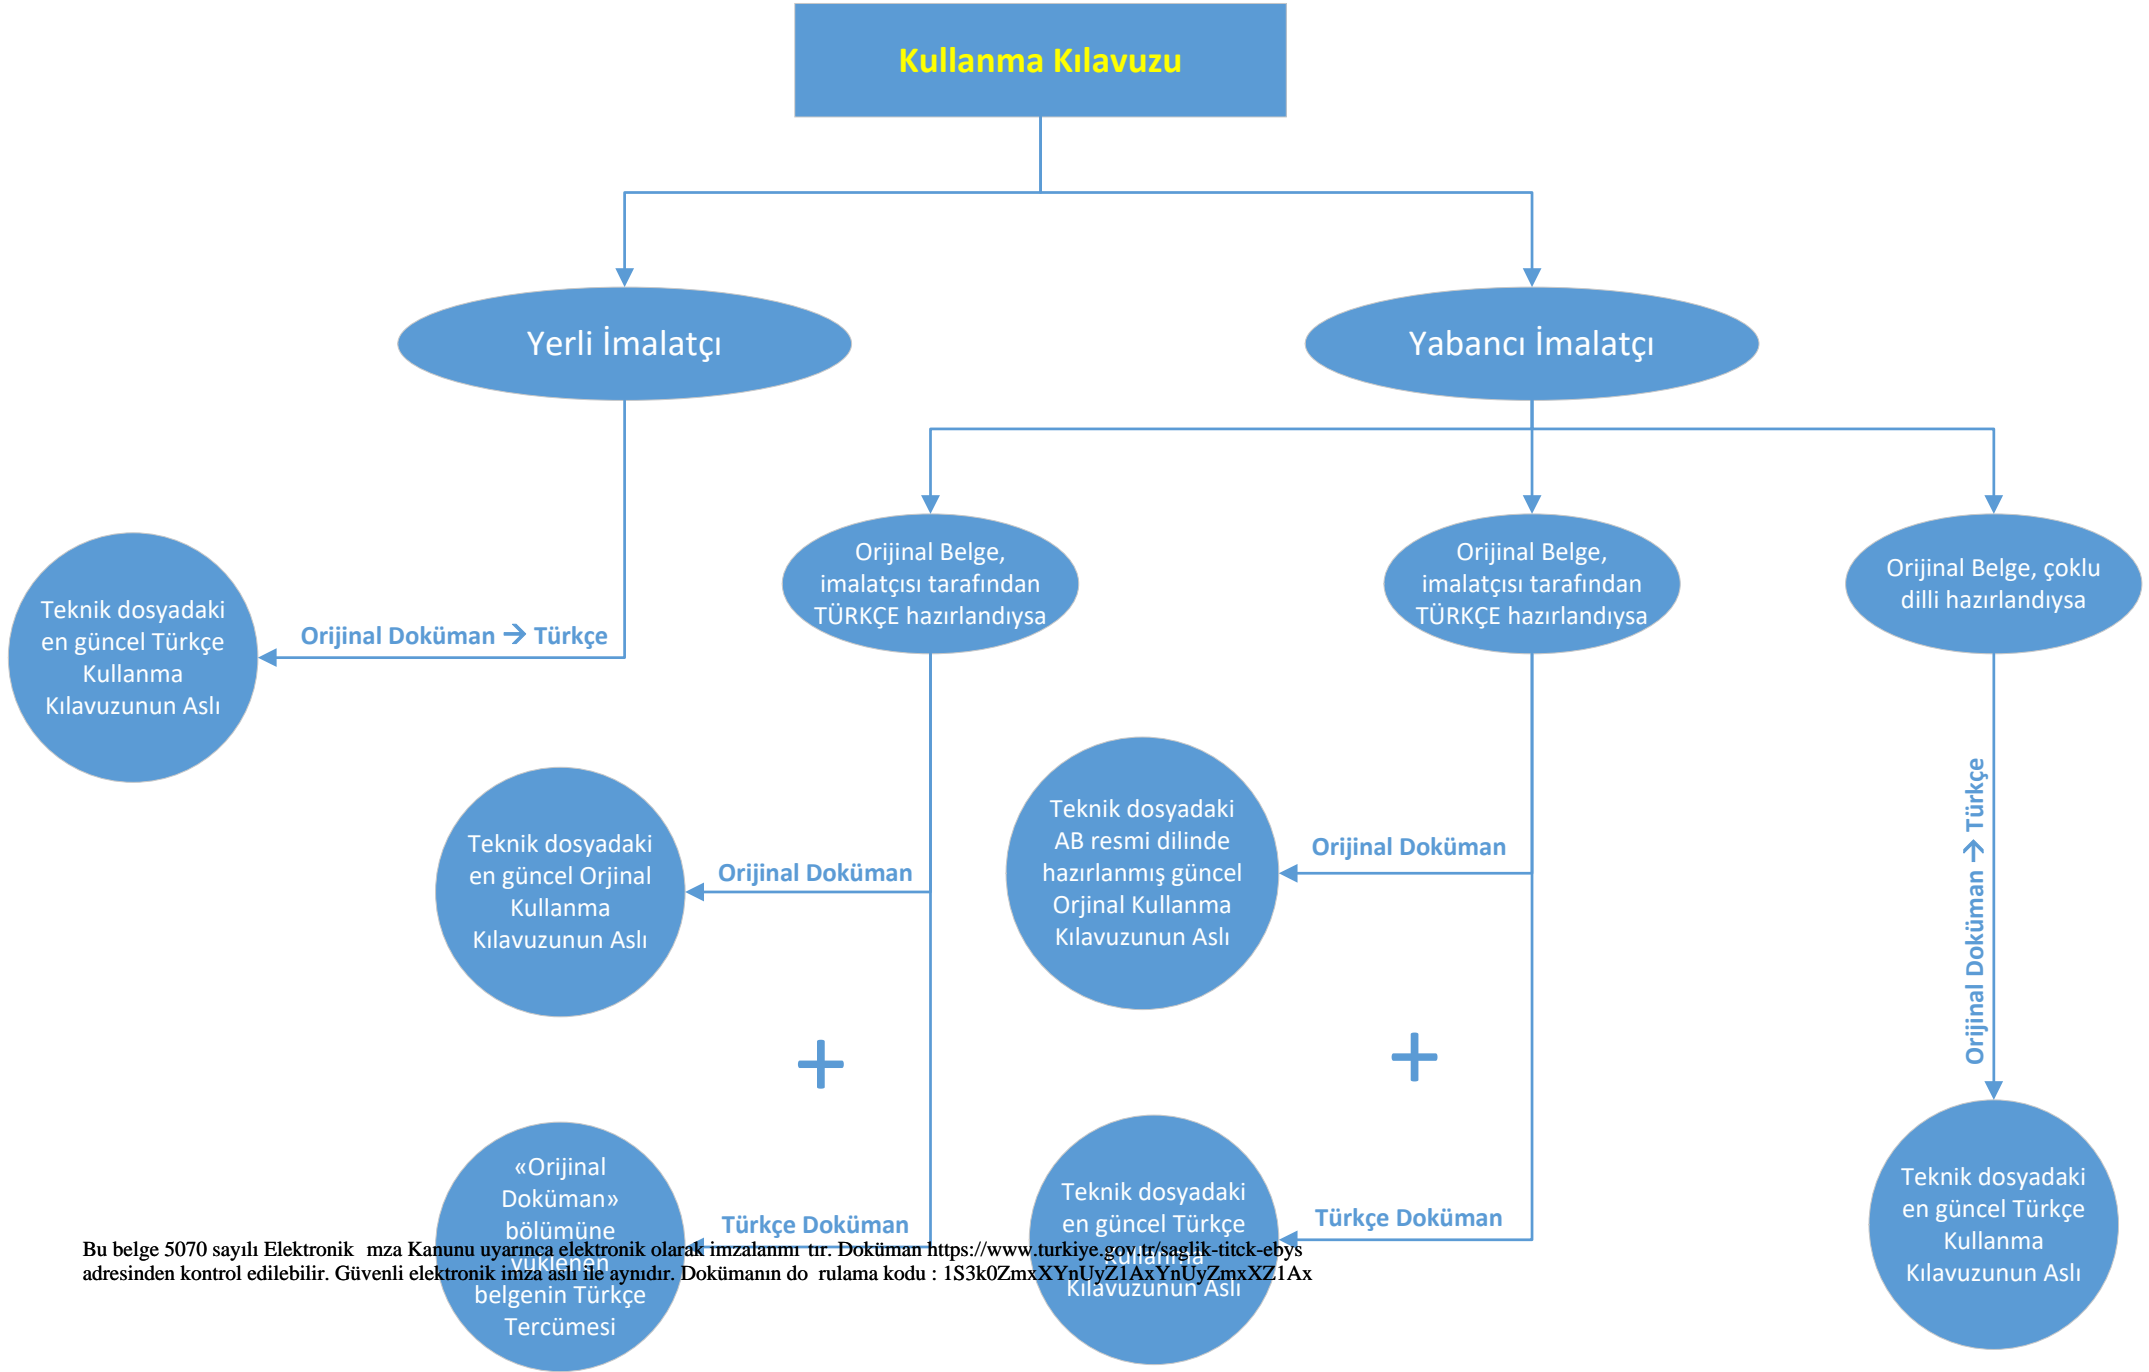 Kullanma Kılavuzu
Yerli İmalatçı
Yabancı İmalatçı
Orijinal Belge,
imalatçısı tarafından
TÜRKÇE hazırlandıysa
Orijinal Belge,
imalatçısı tarafından
TÜRKÇE hazırlandıysa
Orijinal Belge, çoklu
dilli hazırlandıysa
Teknik dosyadaki
en güncel Türkçe
Kullanma
Kılavuzunun Aslı
Orijinal Doküman → Türkçe
Teknik dosyadaki
en güncel Orjinal
Kullanma
Kılavuzunun Aslı
Orijinal Doküman
Teknik dosyadaki
AB resmi dilinde
hazırlanmış güncel
Orjinal Kullanma
Kılavuzunun Aslı
Orijinal Doküman
Orijinal Doküman → Türkçe
+
+
«Orijinal
Doküman»
bölümüne
yüklenen
belgenin Türkçe
Tercümesi
Türkçe Doküman
Teknik dosyadaki
en güncel Türkçe
Kullanma
Kılavuzunun Aslı
Türkçe Doküman
Teknik dosyadaki
en güncel Türkçe
Kullanma
Kılavuzunun Aslı
Bu belge 5070 sayılı Elektronik mza Kanunu uyarınca elektronik olarak imzalanmı tır. Doküman https://www.turkiye.gov.tr/saglik-titck-ebys
adresinden kontrol edilebilir. Güvenli elektronik imza aslı ile aynıdır. Dokümanın do rulama kodu : 1S3k0ZmxXYnUyZ1AxYnUyZmxXZ1Ax